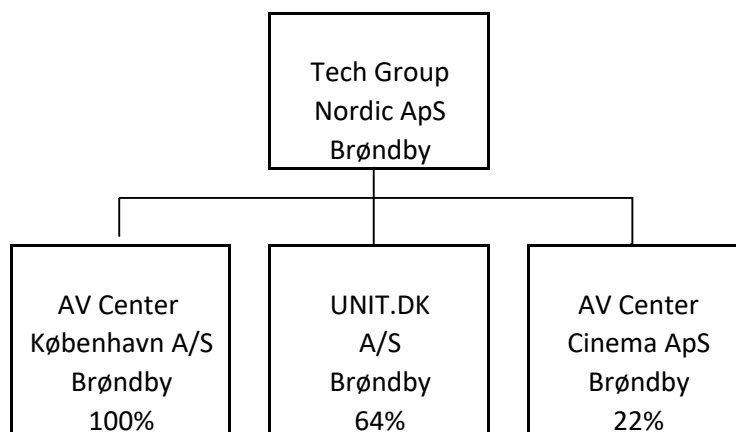 Tech Group
Nordic ApS
Brøndby
AV Center
København A/S
Brøndby
100%
UNIT.DK
A/S
Brøndby
64%
AV Center
Cinema ApS
Brøndby
22%